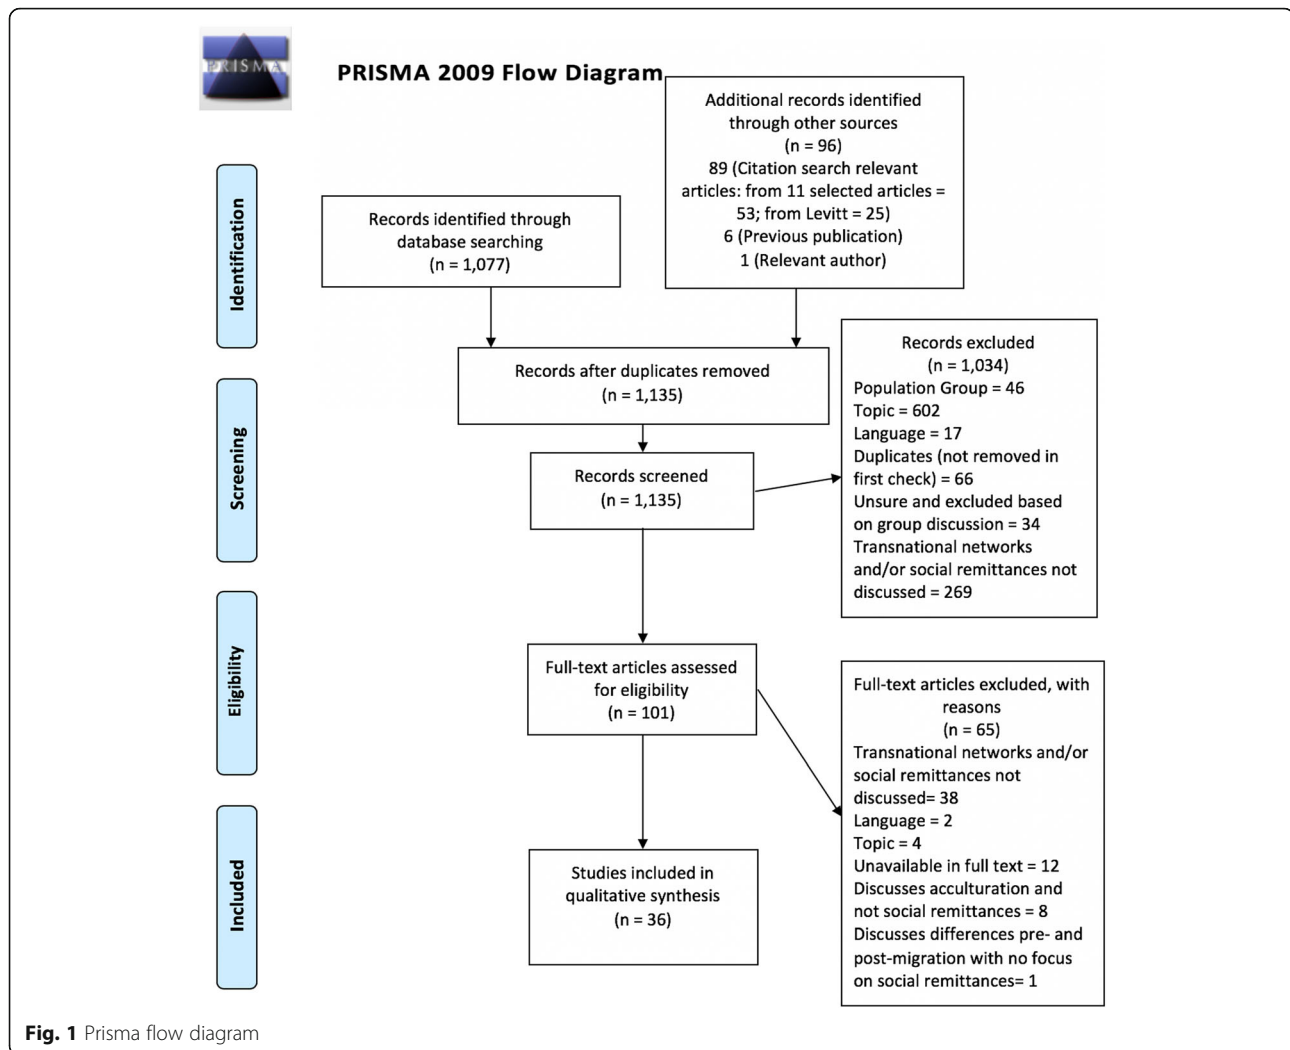 PRISMA
PRISMA 2009 Flow Diagram
Additional records identified
through other sources
(n = 96)
89 (Citation search relevant
articles: from 11 selected articles =
53; from Levitt = 25)
6 (Previous publication)
1 (Relevant author)
Identification
Records identified through
database searching
(n = 1,077)
Records after duplicates removed
(n = 1,135)
Records excluded
(n = 1,034)
Population Group = 46
Topic = 602
Language = 17
Duplicates (not removed in
first check) = 66
Unsure and excluded based
on group discussion = 34
Transnational networks
and/or social remittances not
discussed = 269
Screening
Records screened
(n = 1,135)
Eligibility
Full-text articles assessed
for eligibility
(n = 101)
Full-text articles excluded, with
reasons
(n = 65)
Transnational networks and/or
social remittances not
discussed= 38
Language = 2
Topic = 4
Unavailable in full text = 12
Discusses acculturation and
not social remittances = 8
Discusses differences pre- and
post-migration with no focus
on social remittances= 1
Included
Studies included in
qualitative synthesis
(n = 36)
Fig. 1 Prisma flow diagram